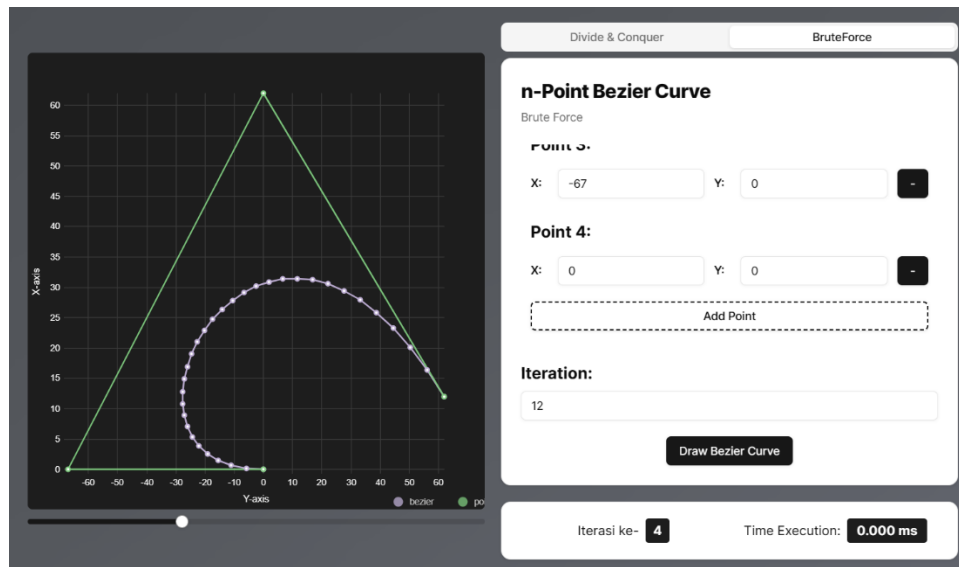 Divide & Conquer
BruteForce
n-Point Bezier Curve
Brute Force
Point 3:
X: -67 Y: 0 -
Point 4:
X: 0 Y: 0 -
Add Point
Iteration:
12
Draw Bezier Curve
Iterasi ke- 4
Time Execution: 0.000 ms
60
55
50
45
40
35
30
25
20
15
10
5
0
X-axis
-60 -50 -40 -30 -20 -10 0 10 20 30 40 50 60
Y-axis
bezier
po